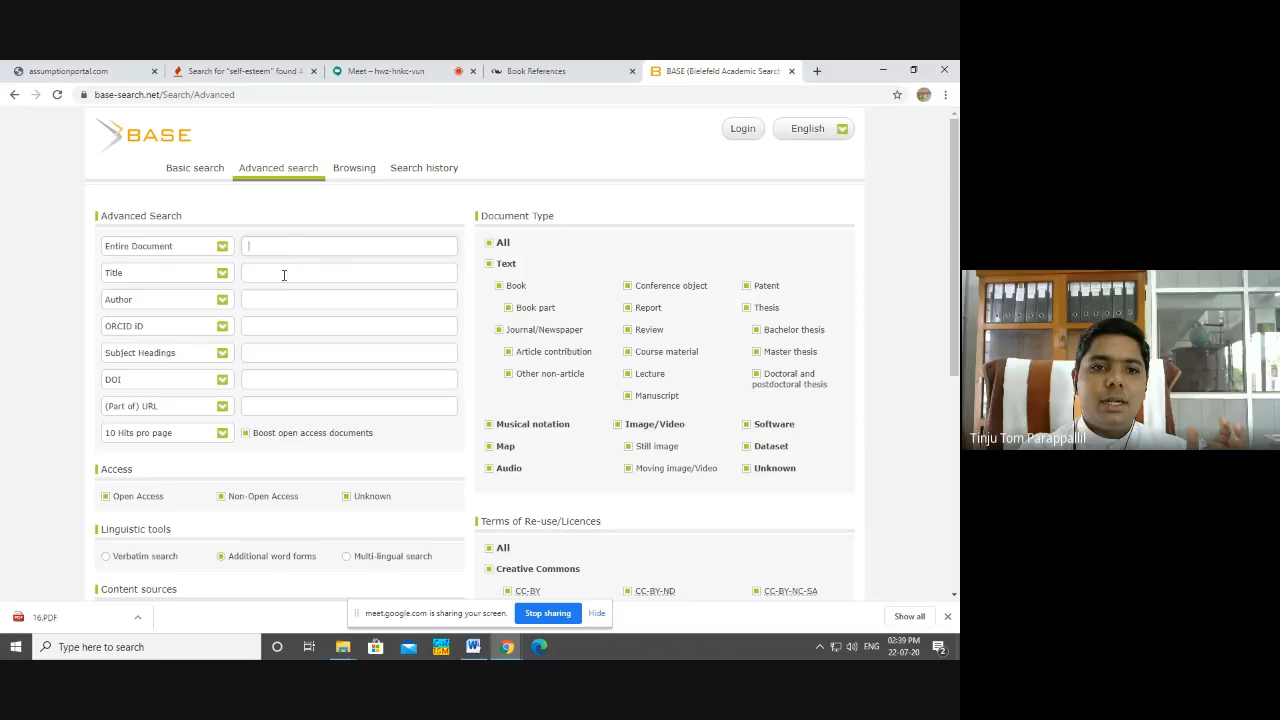 assumptionportal.com
Search for "self-esteem" found 4
Meet – hwz-hnkc-vun
Book References
BASE (Bielefeld Academic Search
base-search.net/Search/Advanced
BASE
Login
English
Basic search
Advanced search
Browsing
Search history
Advanced Search
Entire Document
Title
Author
ORCID iD
Subject Headings
DOI
(Part of) URL
10 Hits pro page
Boost open access documents
Access
Open Access
Non-Open Access
Unknown
Linguistic tools
Verbatim search
Additional word forms
Multi-lingual search
Content sources
Document Type
All
Text
Book
Conference object
Patent
Book part
Report
Thesis
Journal/Newspaper
Review
Bachelor thesis
Article contribution
Course material
Master thesis
Other non-article
Lecture
Doctoral and
postdoctoral thesis
Manuscript
Musical notation
Image/Video
Software
Map
Still image
Dataset
Audio
Moving image/Video
Unknown
Terms of Re-use/Licences
All
Creative Commons
CC-BY
CC-BY-ND
CC-BY-NC-SA
16.PDF
meet.google.com is sharing your screen.
Stop sharing
Hide
Show all
Type here to search
ENG
02:39 PM
22-07-20
2
Tinju Tom Parappallil